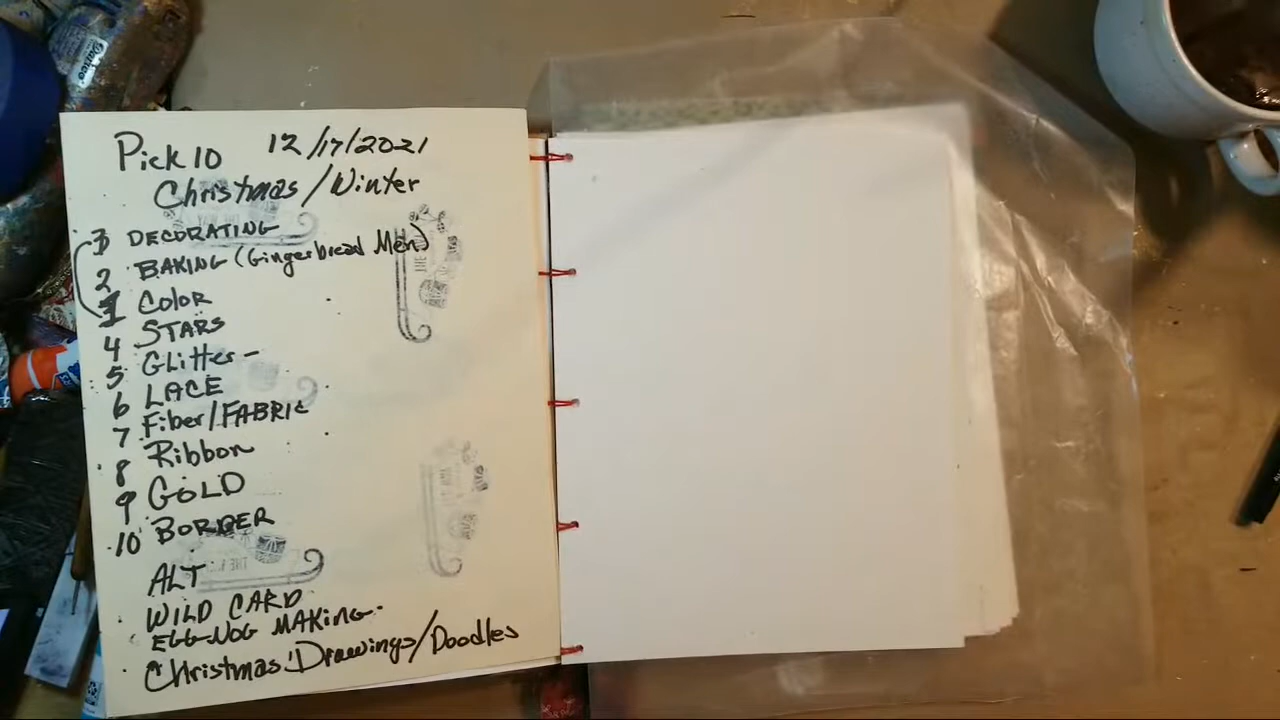 Pick 10 12/17/2021
Christmas/Winter
3 DECORATING
2 BAKING (Gingerbread Men)
1 Color
4 STARS
5 Glitter -
6 LACE
7 Fiber/FABRIC
8 Ribbon
9 GOLD
10 BORDER
ALT
WILD CARD
EGG-NOG MAKING.
Christmas Drawings/Doodles